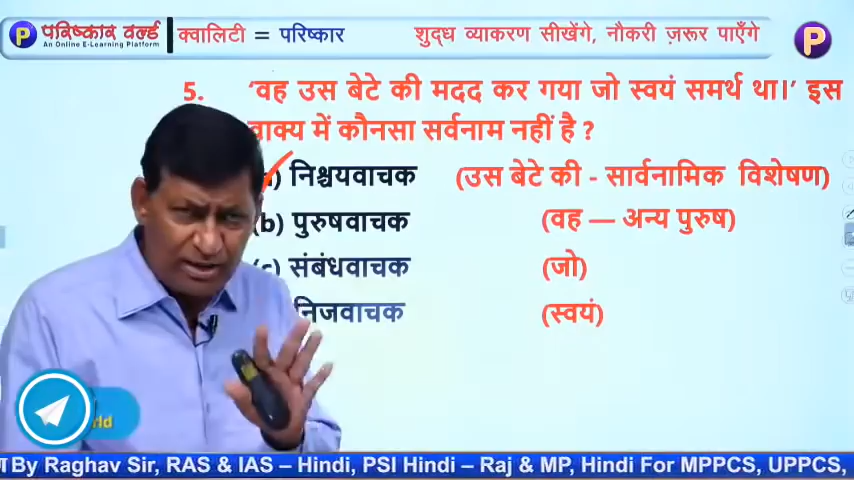 P परिष्कार वर्ल्ड क्वालिटी = परिष्कार शुद्ध व्याकरण सीखेंगे, नौकरी ज़रूर पाएँगे P
An Online E-Learning Platform
5. 'वह उस बेटे की मदद कर गया जो स्वयं समर्थ था।' इस
वाक्य में कौनसा सर्वनाम नहीं है ?
निश्चयवाचक (उस बेटे की - सार्वनामिक विशेषण)
(b) पुरुषवाचक (वह — अन्य पुरुष)
(c) संबंधवाचक (जो)
निजवाचक (स्वयं)
By Raghav Sir, RAS & IAS – Hindi, PSI Hindi – Raj & MP, Hindi For MPPCS, UPPCS,